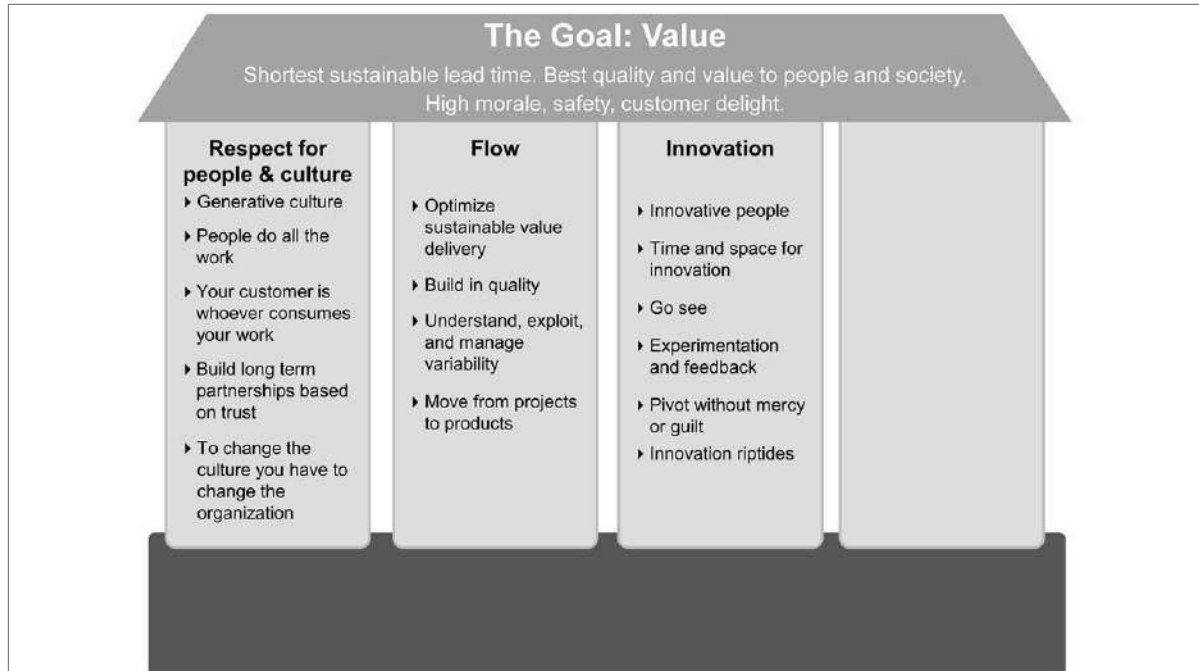 The Goal: Value
Shortest sustainable lead time. Best quality and value to people and society.
High morale, safety, customer delight.
Respect for
people & culture
Generative culture
People do all the
work
Your customer is
whoever consumes
your work
Build long term
partnerships based
on trust
To change the
culture you have to
change the
organization
Flow
Optimize
sustainable value
delivery
Build in quality
Understand, exploit,
and manage
variability
Move from projects
to products
Innovation
Innovative people
Time and space for
innovation
Go see
Experimentation
and feedback
Pivot without mercy
or guilt
Innovation riptides